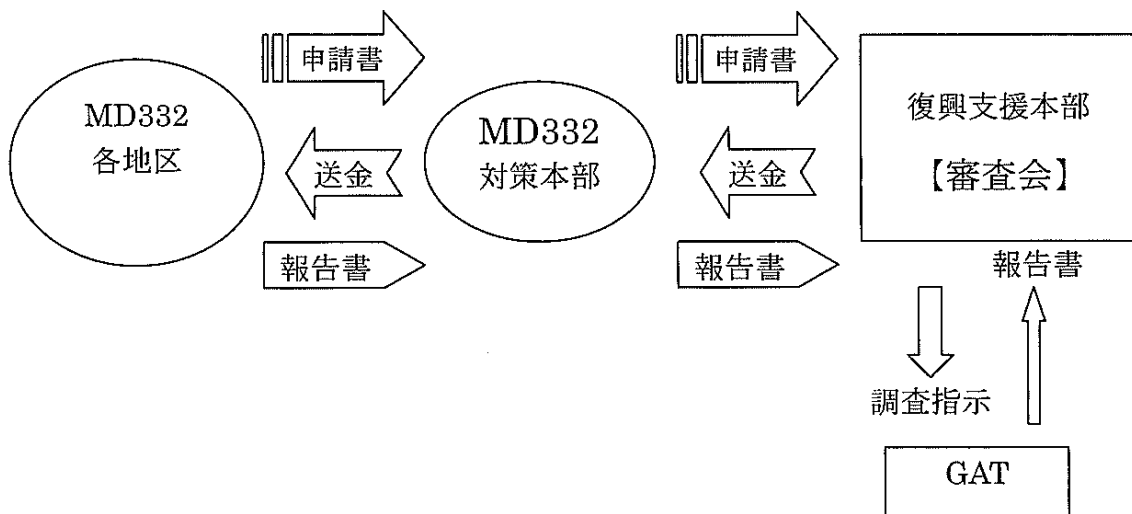 申請書
申請書
MD332
各地区
MD332
対策本部
復興支援本部
【審査会】
送金
送金
報告書
報告書
報告書
調査指示
GAT